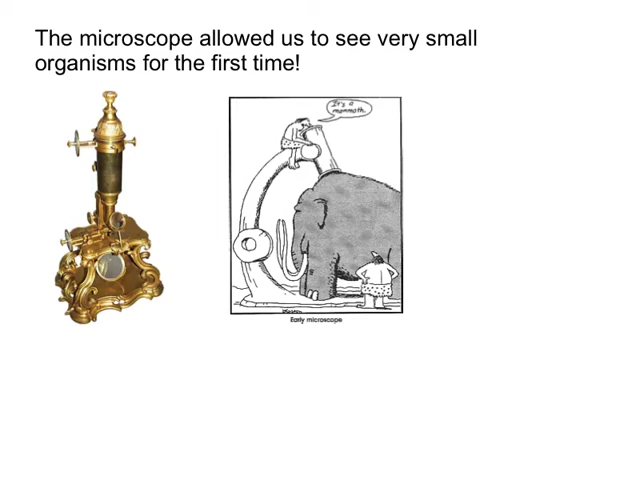 The microscope allowed us to see very small
organisms for the first time!
It's a
mammoth.
Early microscope